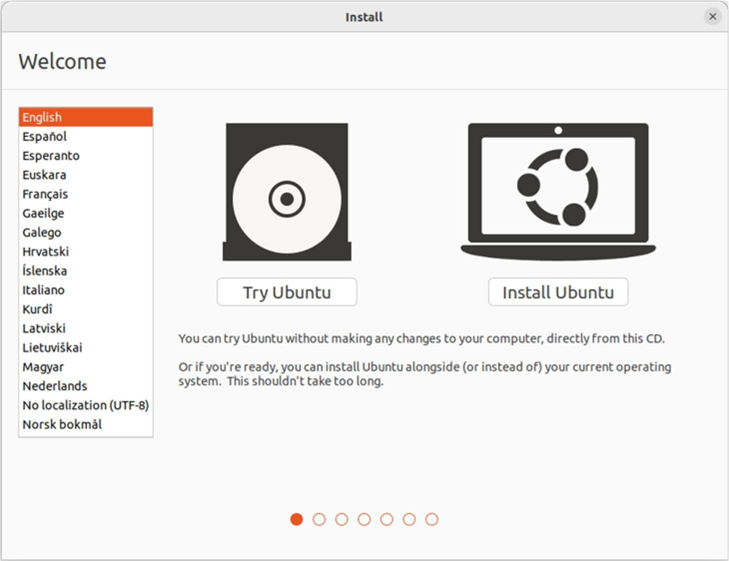 Install
Welcome
English
Español
Esperanto
Euskara
Français
Gaeilge
Galego
Hrvatski
Íslenska
Italiano
Kurdî
Latviski
Lietuviškai
Magyar
Nederlands
No localization (UTF-8)
Norsk bokmål
Try Ubuntu
Install Ubuntu
You can try Ubuntu without making any changes to your computer, directly from this CD.
Or if you're ready, you can install Ubuntu alongside (or instead of) your current operating
system. This shouldn't take too long.